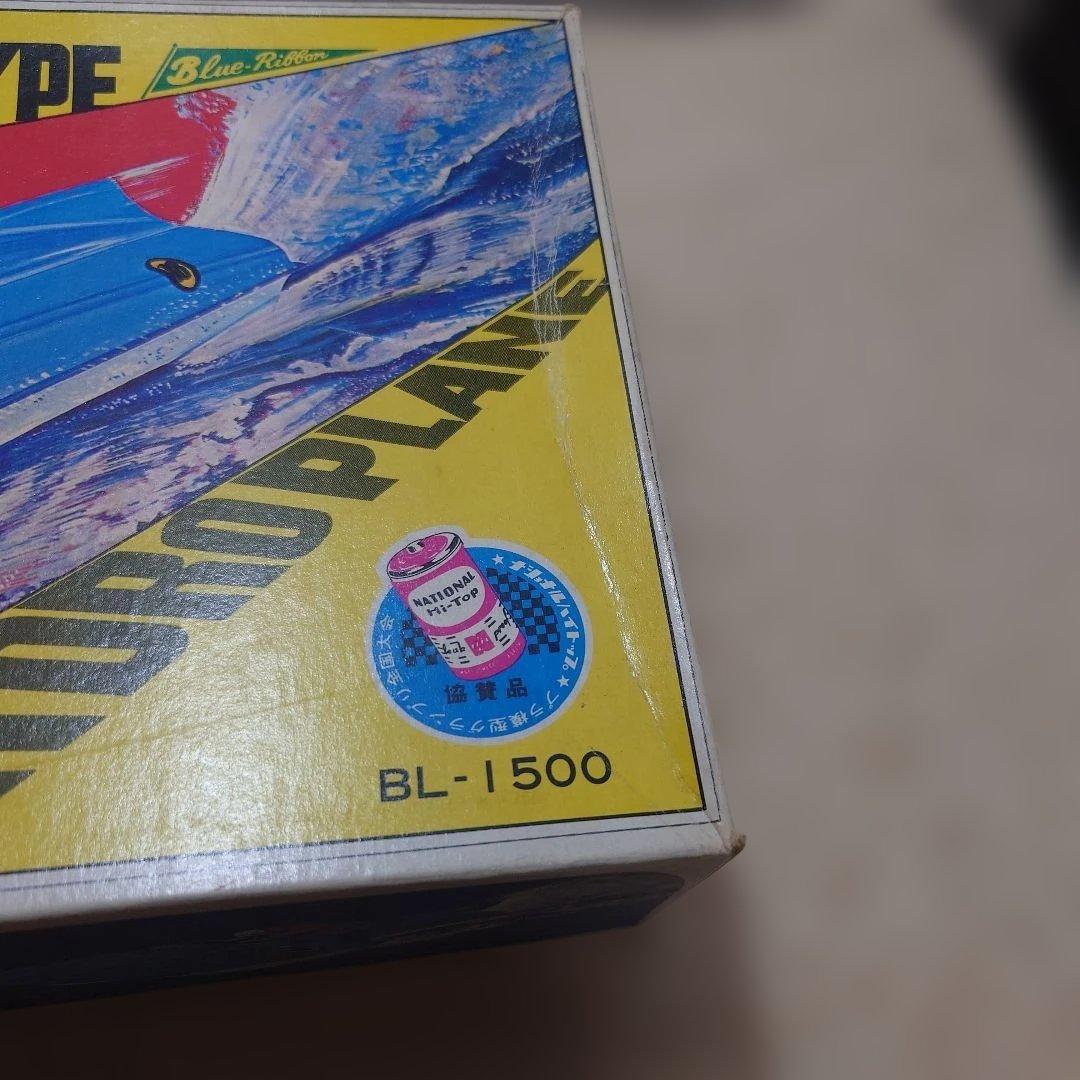 YPE
Blue-Ribbon
YDROPLANE
NATIONAL
Hi-Top
★ナショナルハイトップ★
プラ模型グランプリ全国大会
協賛品
BL-1500